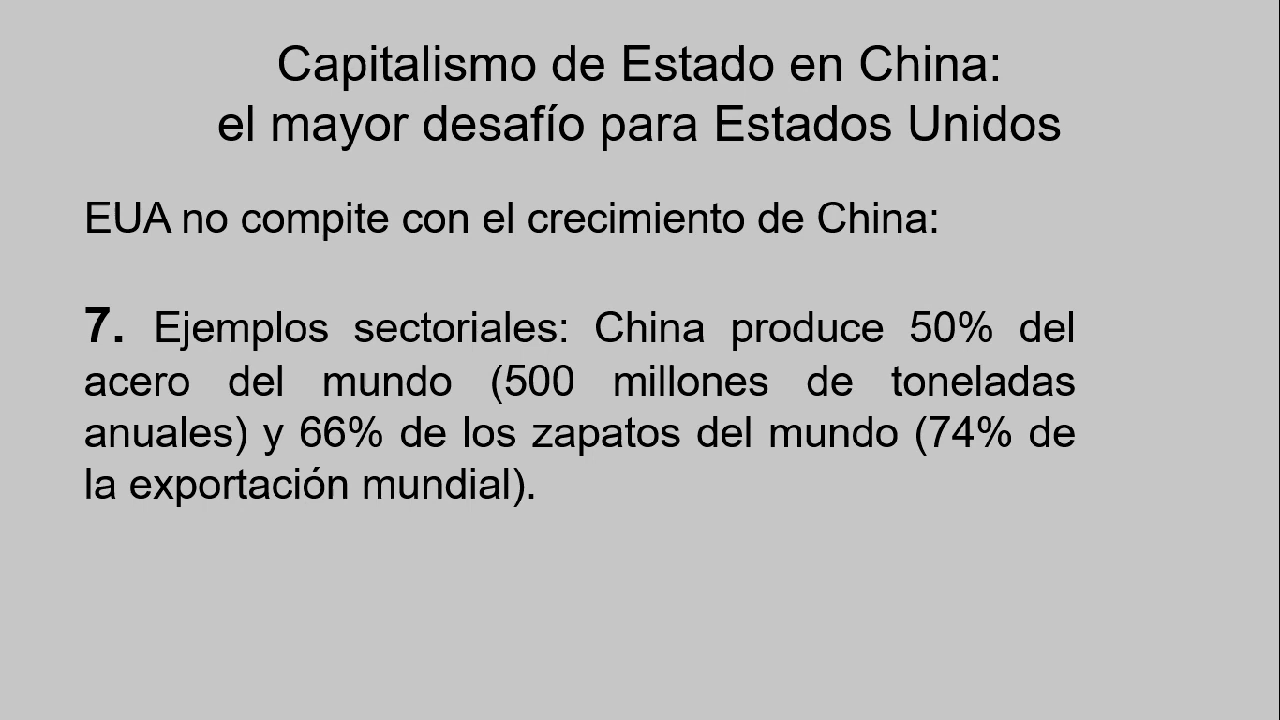 Capitalismo de Estado en China:
el mayor desafío para Estados Unidos
EUA no compite con el crecimiento de China:
7. Ejemplos sectoriales: China produce 50% del
acero del mundo (500 millones de toneladas
anuales) y 66% de los zapatos del mundo (74% de
la exportación mundial).